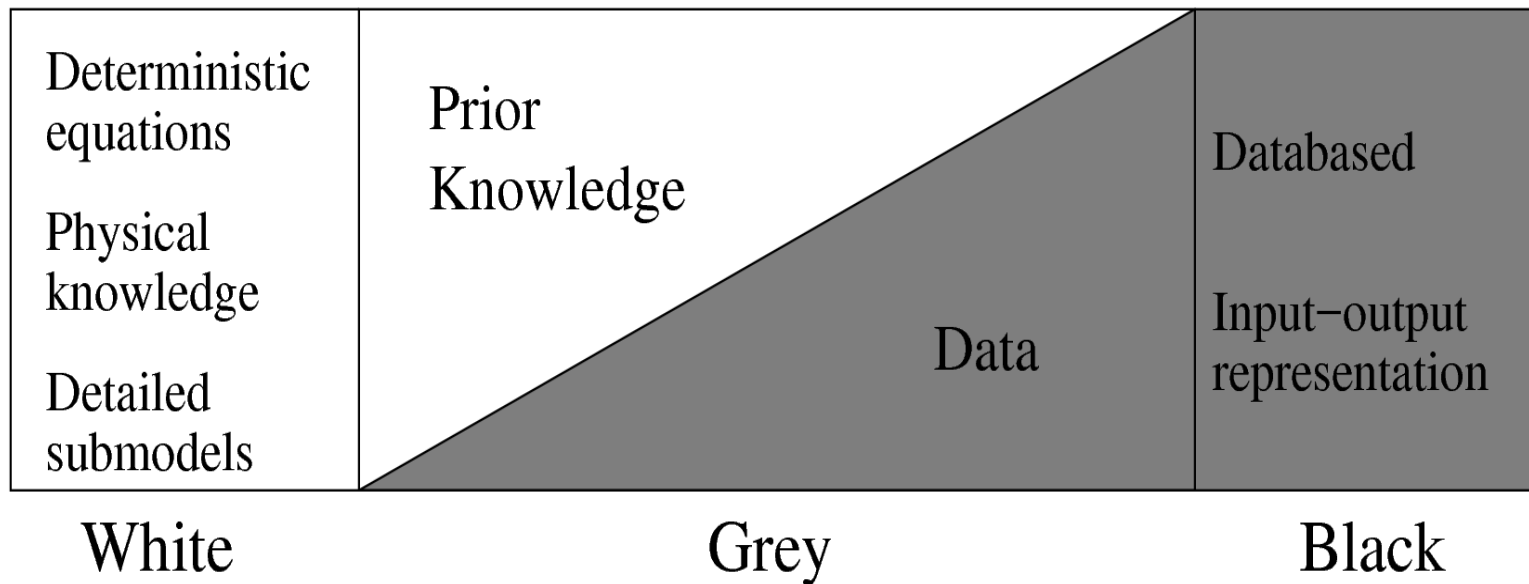 Deterministic
equations
Physical
knowledge
Detailed
submodels
Prior
Knowledge
Data
Databased
Input−output
representation
White
Grey
Black